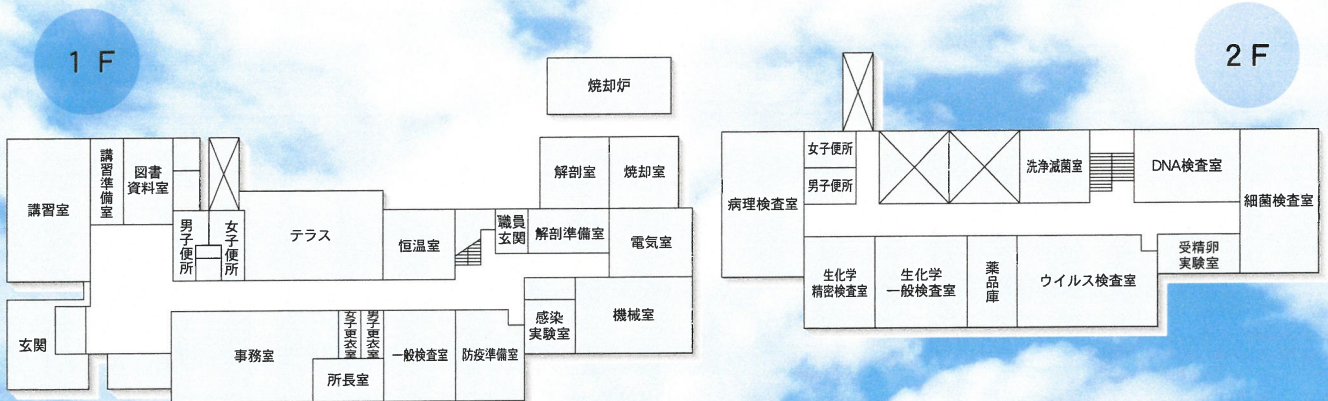 1 F
焼却炉
講習室
講習準備室
図書
資料室
男子便所
女子便所
テラス
恒温室
職員
玄関
解剖準備室
解剖室
焼却室
電気室
玄関
事務室
女子更衣室
男子更衣室
所長室
一般検査室
防疫準備室
感染
実験室
機械室
2 F
病理検査室
女子便所
男子便所
洗浄滅菌室
DNA検査室
細菌検査室
生化学
精密検査室
生化学
一般検査室
薬品庫
ウイルス検査室
受精卵
実験室